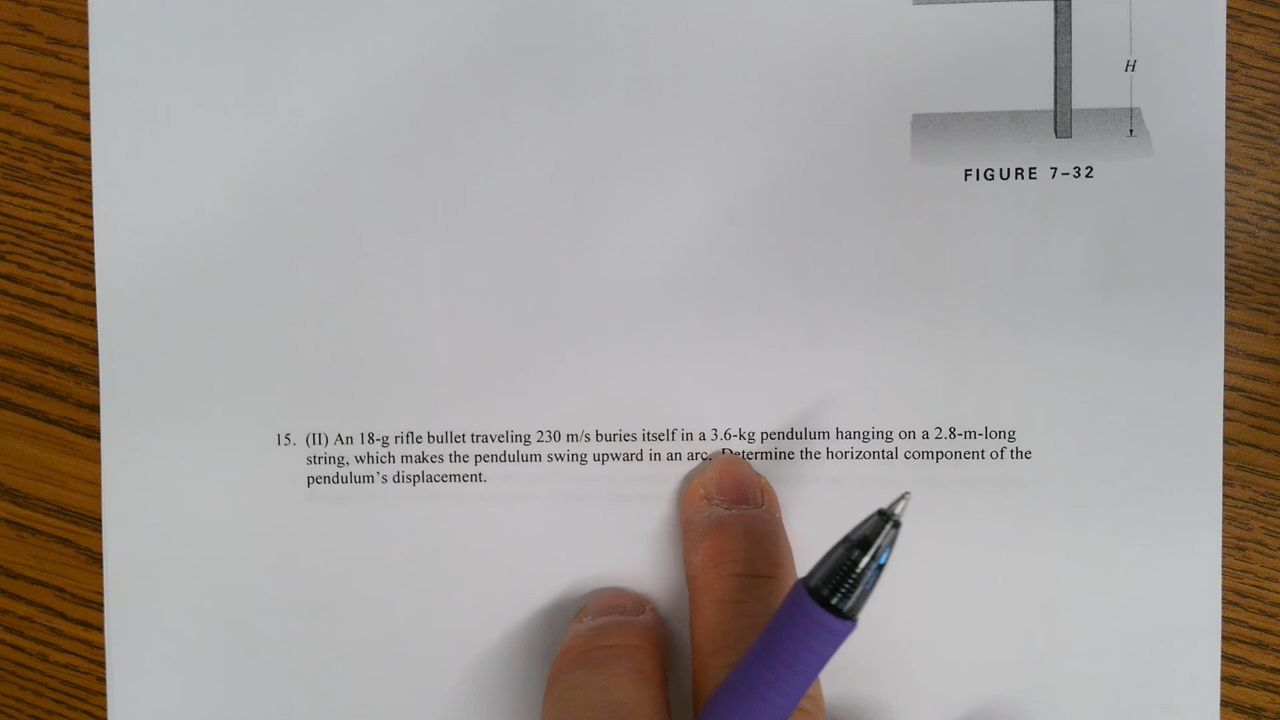 H
FIGURE 7-32
15. (II) An 18-g rifle bullet traveling 230 m/s buries itself in a 3.6-kg pendulum hanging on a 2.8-m-long
string, which makes the pendulum swing upward in an arc. Determine the horizontal component of the
pendulum's displacement.